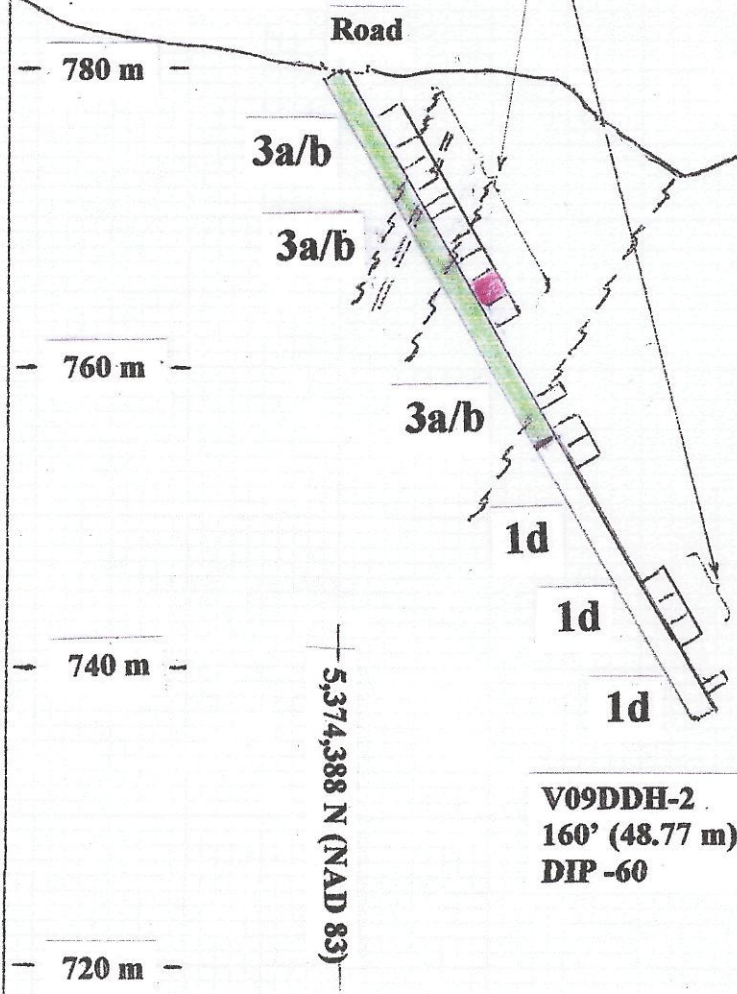 Road
780 m
3a/b
3a/b
760 m
3a/b
1d
1d
740 m
1d
5,374,388 N (NAD 83)
V09DDH-2
160’ (48.77 m)
DIP -60
720 m